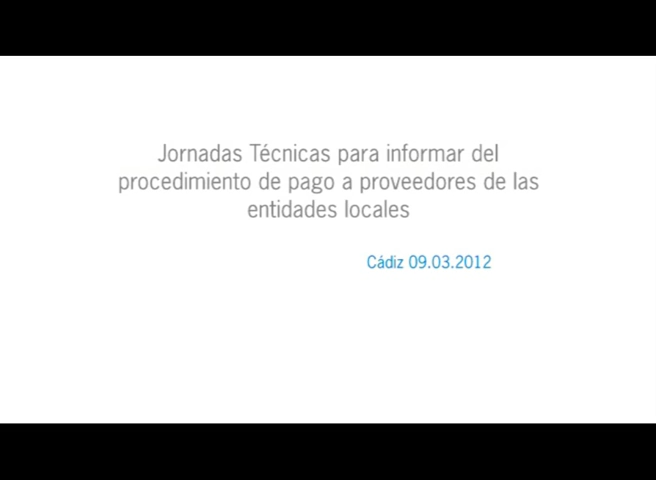 Jornadas Técnicas para informar del
procedimiento de pago a proveedores de las
entidades locales
Cádiz 09.03.2012